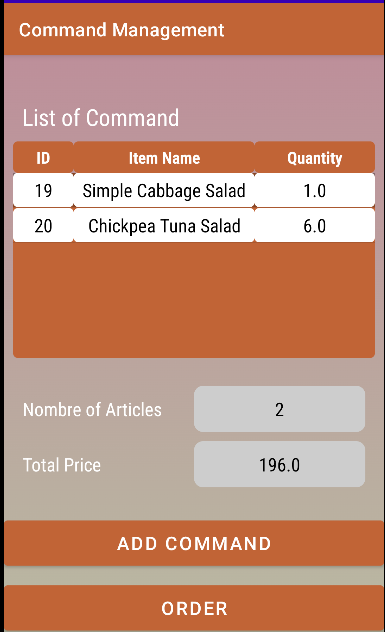 Command Management
List of Command
ID Item Name Quantity
19 Simple Cabbage Salad 1.0
20 Chickpea Tuna Salad 6.0
Nombre of Articles 2
Total Price 196.0
ADD COMMAND
ORDER